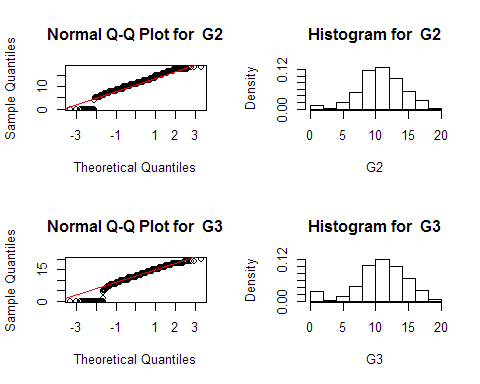 Normal Q-Q Plot for G2
Sample Quantiles
0 10
-3 -1 1 2 3
Theoretical Quantiles
Histogram for G2
Density
0.00 0.12
0 5 10 15 20
G2
Normal Q-Q Plot for G3
Sample Quantiles
0 15
-3 -1 1 2 3
Theoretical Quantiles
Histogram for G3
Density
0.00 0.12
0 5 10 15 20
G3